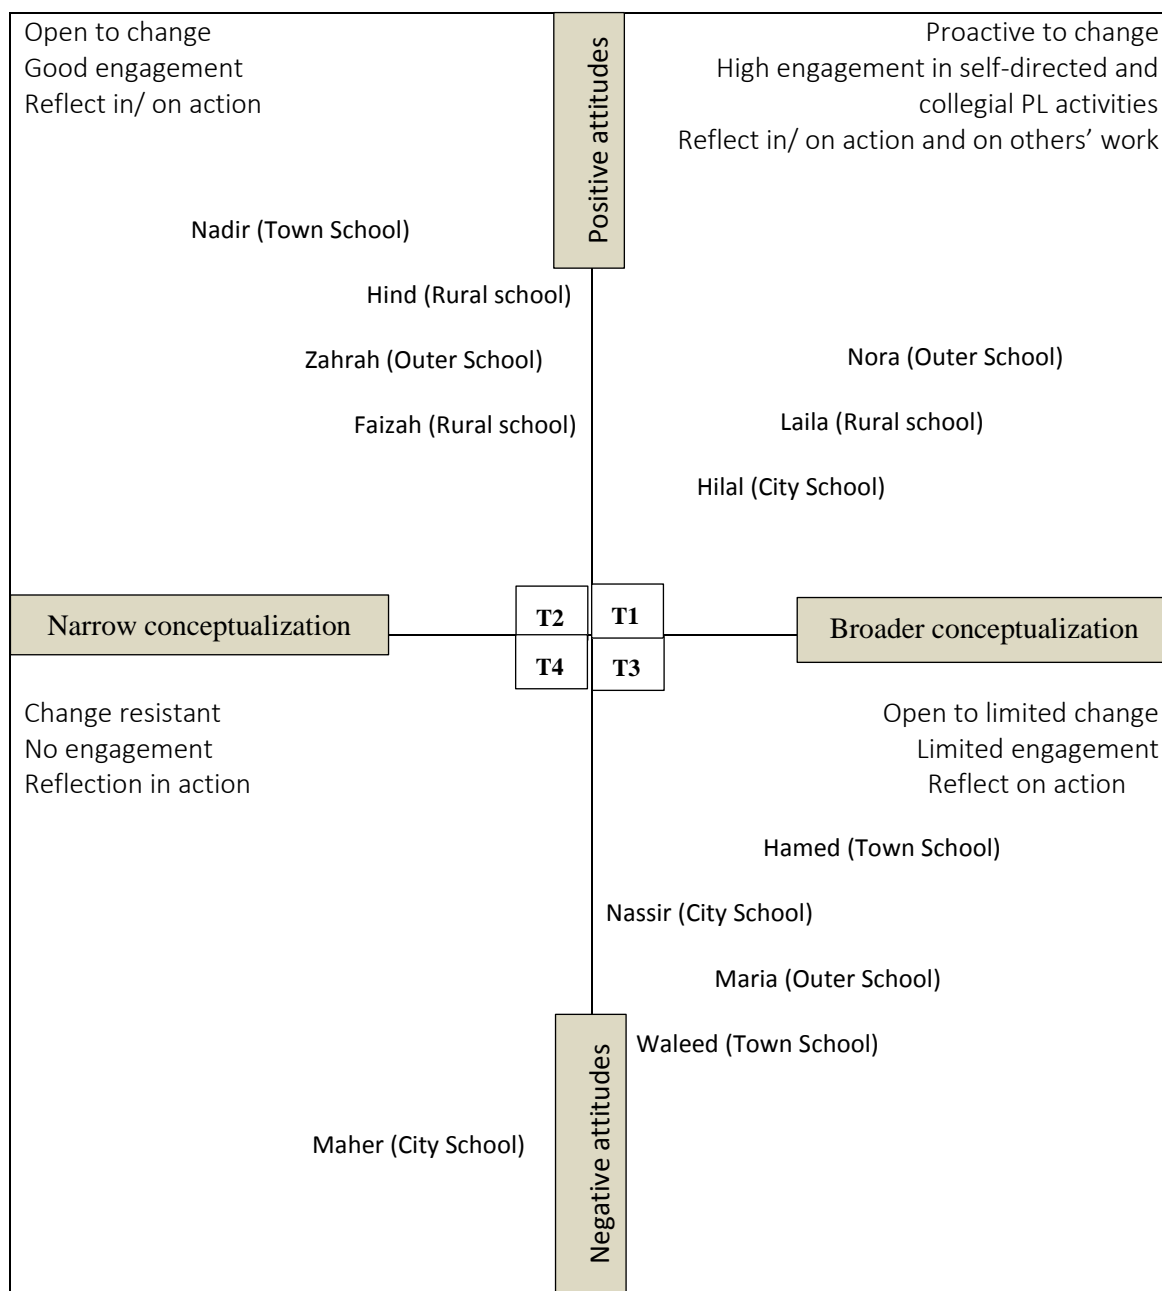 Open to change
Good engagement
Reflect in/ on action
Positive attitudes
Proactive to change
High engagement in self-directed and
collegial PL activities
Reflect in/ on action and on others’ work
Nadir (Town School)
Hind (Rural school)
Zahrah (Outer School)
Faizah (Rural school)
Nora (Outer School)
Laila (Rural school)
Hilal (City School)
Narrow conceptualization
T2
T1
T4
T3
Broader conceptualization
Change resistant
No engagement
Reflection in action
Open to limited change
Limited engagement
Reflect on action
Hamed (Town School)
Nassir (City School)
Maria (Outer School)
Waleed (Town School)
Maher (City School)
Negative attitudes